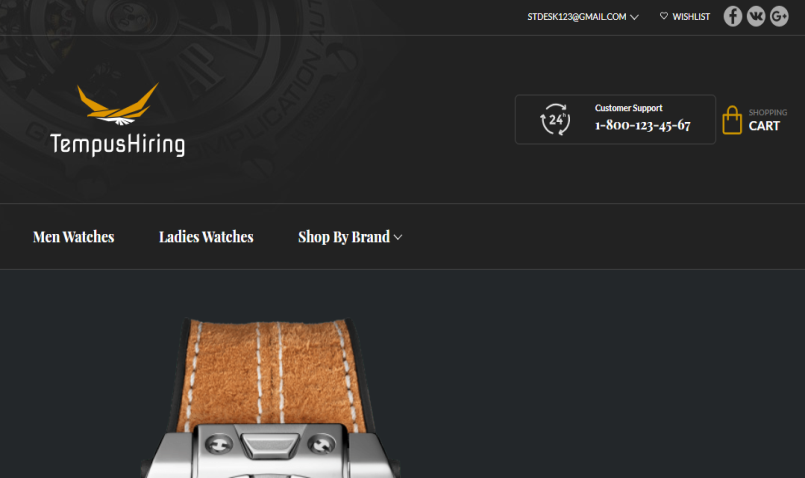 STDESK123@GMAIL.COM
WISHLIST
TempusHiring
24
Customer Support
1-800-123-45-67
SHOPPING
CART
Men Watches
Ladies Watches
Shop By Brand